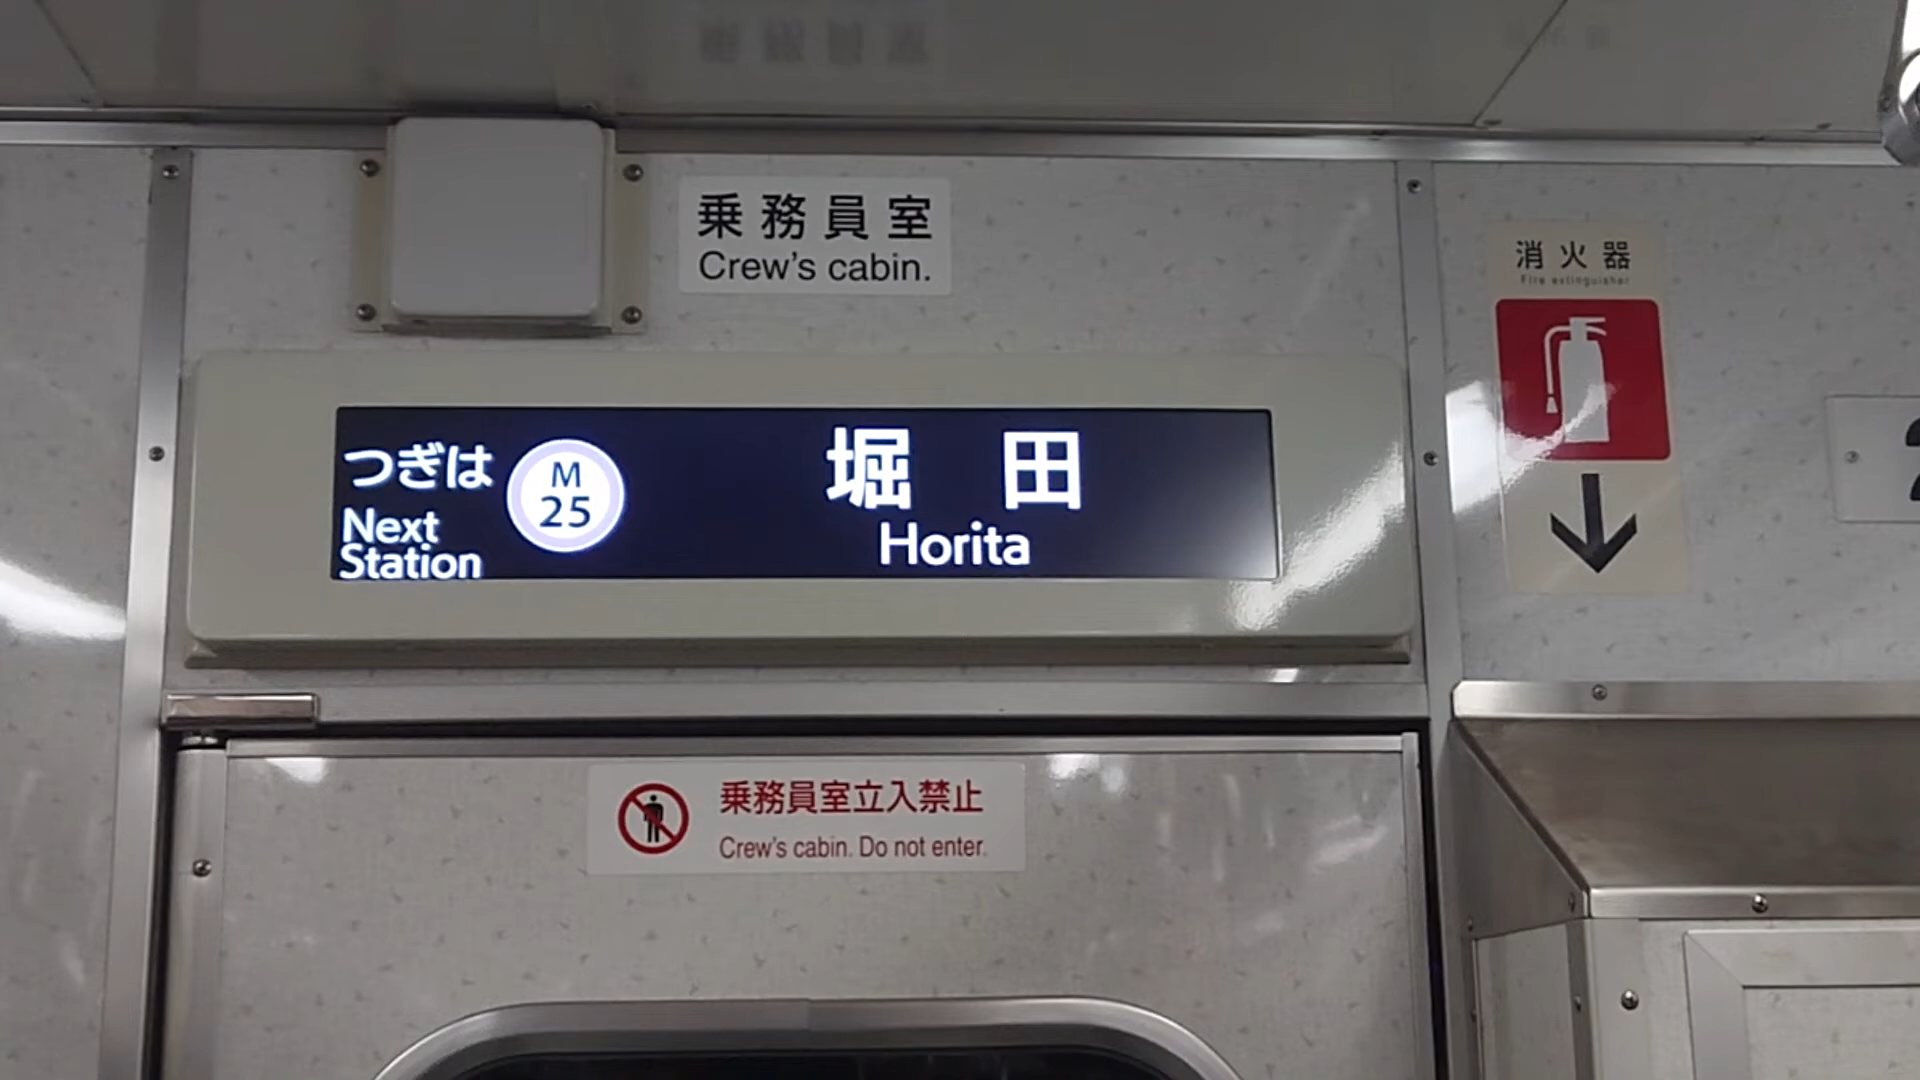 乗務員室
Crew's cabin.
消火器
Fire extinguisher
つぎは
Next
Station
M
25
堀田
Horita
乗務員室立入禁止
Crew's cabin. Do not enter.